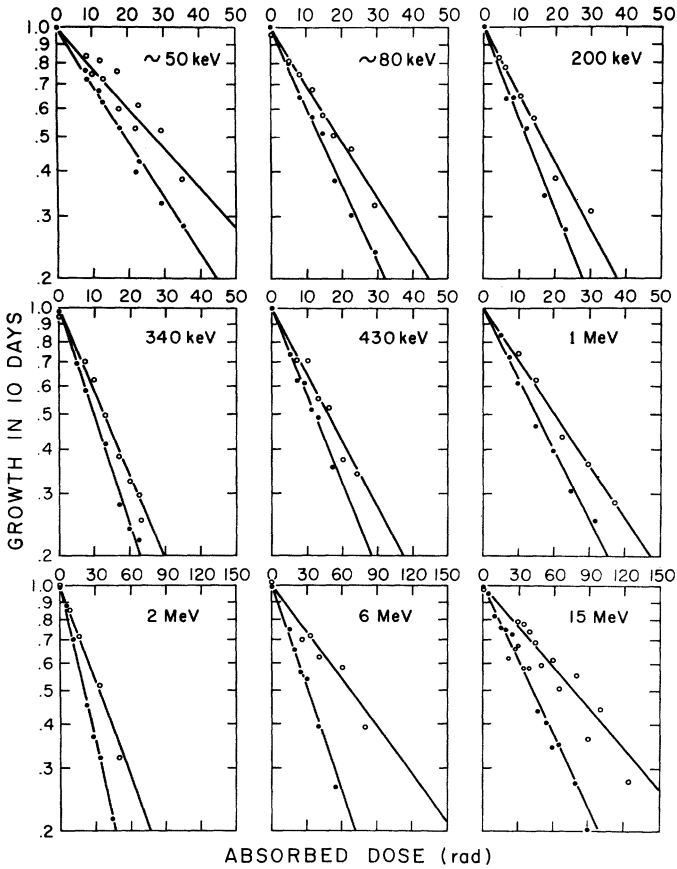 0 10 20 30 40 50 0 10 20 30 40 50 0 10 20 30 40 50
1.0
.9
.8
.7
.6
.5
.4
.3
.2
~50 keV
~80 keV
200 keV
0 10 20 30 40 50 0 10 20 30 40 50 0 10 20 30 40 50
1.0
.9
.8
.7
.6
.5
.4
.3
.2
340 keV
430 keV
1 MeV
0 30 60 90 120 150 0 30 60 90 120 150 0 30 60 90 120 150
1.0
.9
.8
.7
.6
.5
.4
.3
.2
2 MeV
6 MeV
15 MeV
GROWTH IN 10 DAYS
ABSORBED DOSE (rad)